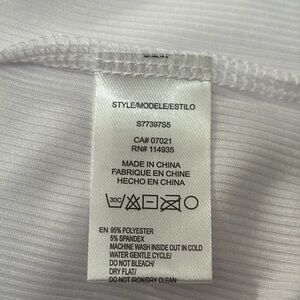 STYLE/MODELE/ESTILO
S77397S5
CA# 07021
RN# 114935
MADE IN CHINA
FABRIQUE EN CHINE
HECHO EN CHINA
30C
EN 95% POLYESTER
5% SPANDEX
MACHINE WASH INSIDE OUT IN COLD
WATER GENTLE CYCLE/
DO NOT BLEACH/
DRY FLAT/
DO NOT IRON/DRY CLEAN